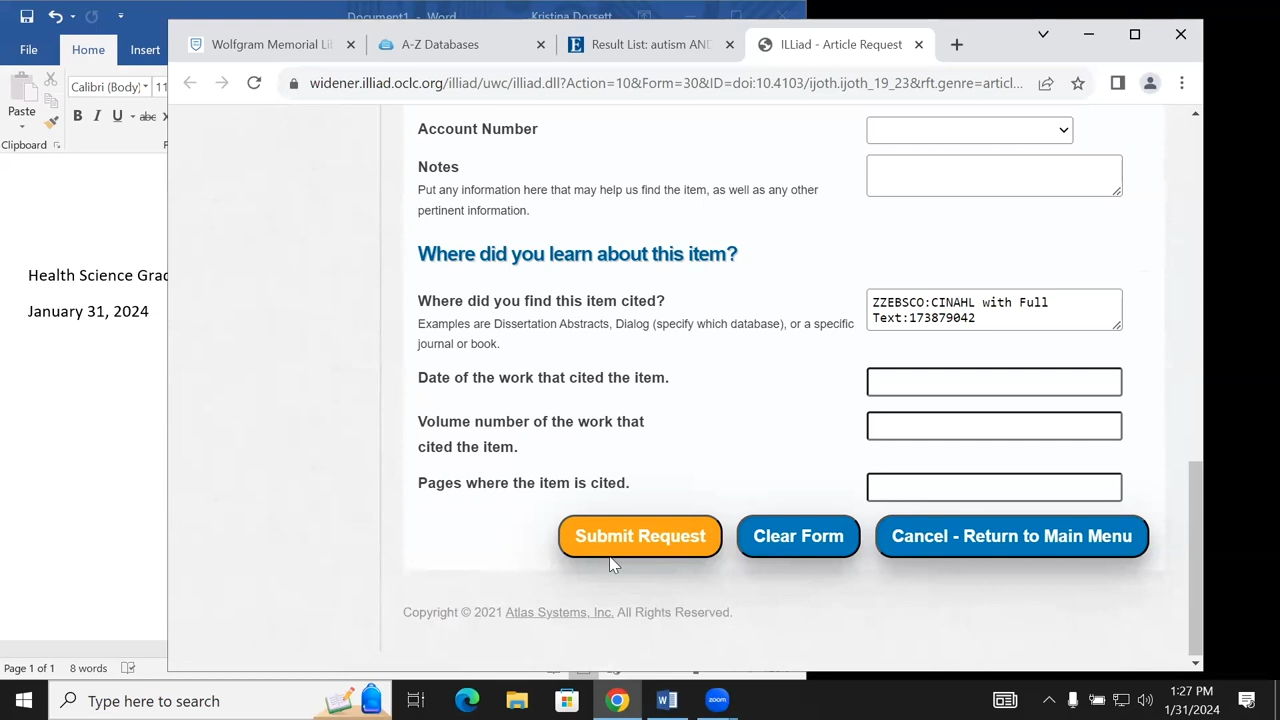 Document1 - Word
Kristina Dorsett
File
Home
Insert
Paste
Calibri (Body)
11
B
I
U
abc
Clipboard
Health Science Grad
January 31, 2024
Page 1 of 1
8 words
Wolfgram Memorial Li
A-Z Databases
Result List: autism AND
ILLiad - Article Request
widener.illiad.oclc.org/illiad/uwc/illiad.dll?Action=10&Form=30&ID=doi:10.4103/ijoth.ijoth_19_23&rft.genre=articl...
Account Number
Notes
Put any information here that may help us find the item, as well as any other
pertinent information.
Where did you learn about this item?
Where did you find this item cited?
Examples are Dissertation Abstracts, Dialog (specify which database), or a specific
journal or book.
ZZEBSCO:CINAHL with Full
Text:173879042
Date of the work that cited the item.
Volume number of the work that
cited the item.
Pages where the item is cited.
Submit Request
Clear Form
Cancel - Return to Main Menu
Copyright © 2021 Atlas Systems, Inc. All Rights Reserved.
Type here to search
zoom
1:27 PM
1/31/2024